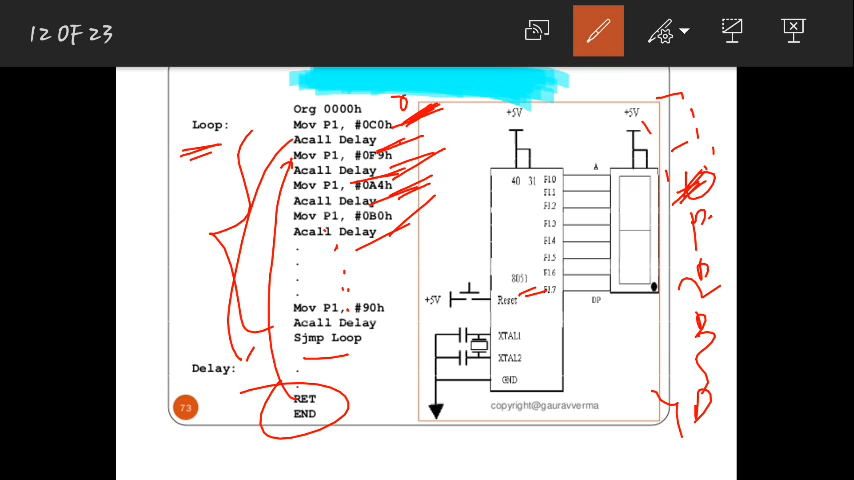 12 OF 23
Org 0000h
Loop: Mov P1, #0C0h
Acall Delay
Mov P1, #0F9h
Acall Delay
Mov P1, #0A4h
Acall Delay
Mov P1, #0B0h
Acall Delay
.
.
.
.
Mov P1, #90h
Acall Delay
Sjmp Loop
Delay: .
.
RET
END
73
+5V
+5V
A
40 31 P1.0
P1.1
P1.2
P1.3
P1.4
P1.5
8051 P1.6
P1.7
+5V Reset DP
XTAL1
XTAL2
GND
copyright@gauravverma